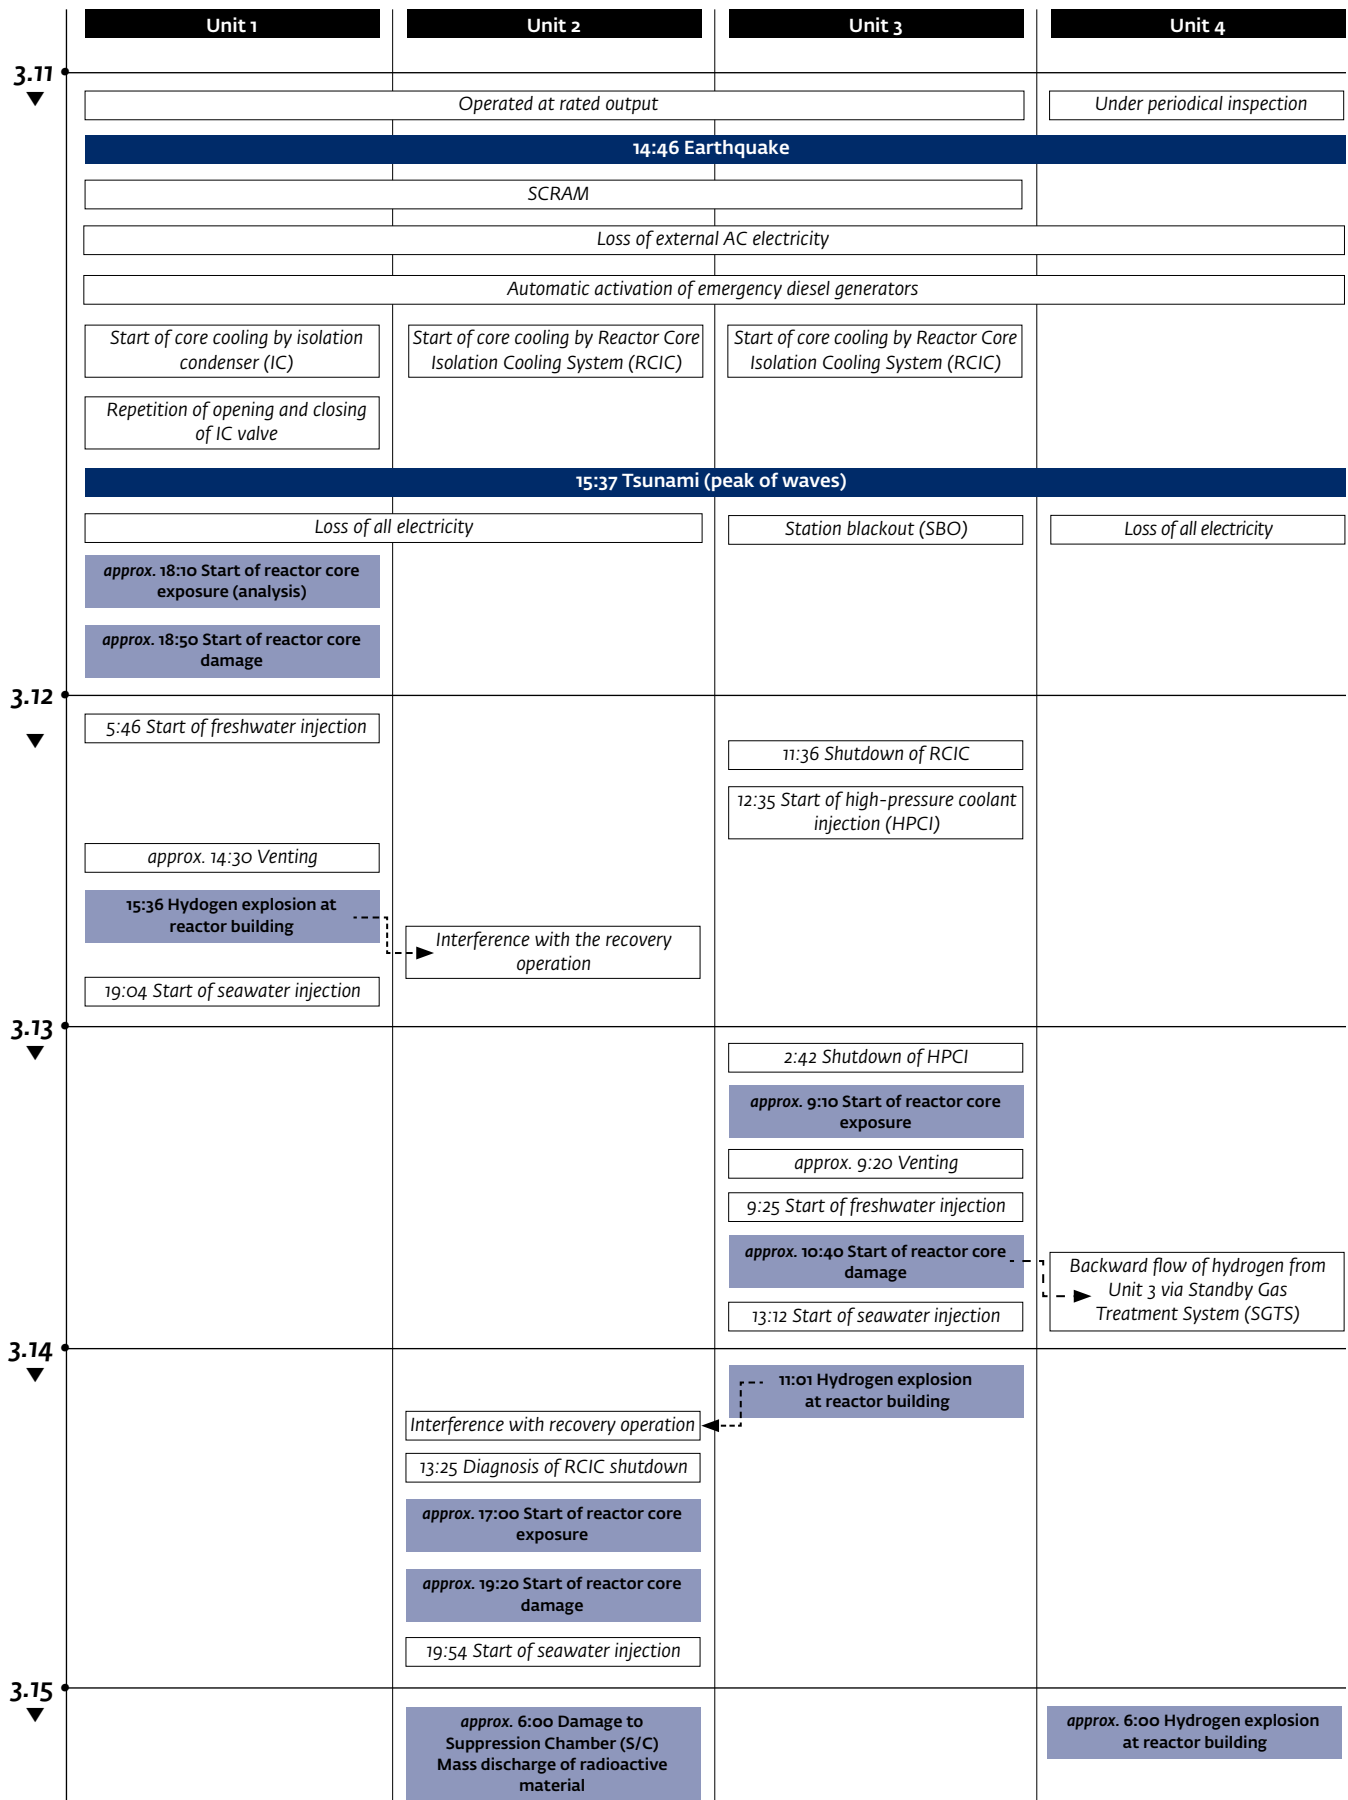 Unit 1
Unit 2
Unit 3
Unit 4
3.11
Operated at rated output
Under periodical inspection
14:46 Earthquake
SCRAM
Loss of external AC electricity
Automatic activation of emergency diesel generators
Start of core cooling by isolation
condenser (IC)
Start of core cooling by Reactor Core
Isolation Cooling System (RCIC)
Start of core cooling by Reactor Core
Isolation Cooling System (RCIC)
Repetition of opening and closing
of IC valve
15:37 Tsunami (peak of waves)
Loss of all electricity
Station blackout (SBO)
Loss of all electricity
approx. 18:10 Start of reactor core
exposure (analysis)
approx. 18:50 Start of reactor core
damage
3.12
5:46 Start of freshwater injection
11:36 Shutdown of RCIC
12:35 Start of high-pressure coolant
injection (HPCI)
approx. 14:30 Venting
15:36 Hydogen explosion at
reactor building
Interference with the recovery
operation
19:04 Start of seawater injection
3.13
2:42 Shutdown of HPCI
approx. 9:10 Start of reactor core
exposure
approx. 9:20 Venting
9:25 Start of freshwater injection
approx. 10:40 Start of reactor core
damage
Backward flow of hydrogen from
Unit 3 via Standby Gas
Treatment System (SGTS)
13:12 Start of seawater injection
3.14
11:01 Hydrogen explosion
at reactor building
Interference with recovery operation
13:25 Diagnosis of RCIC shutdown
approx. 17:00 Start of reactor core
exposure
approx. 19:20 Start of reactor core
damage
19:54 Start of seawater injection
3.15
approx. 6:00 Damage to
Suppression Chamber (S/C)
Mass discharge of radioactive
material
approx. 6:00 Hydrogen explosion
at reactor building